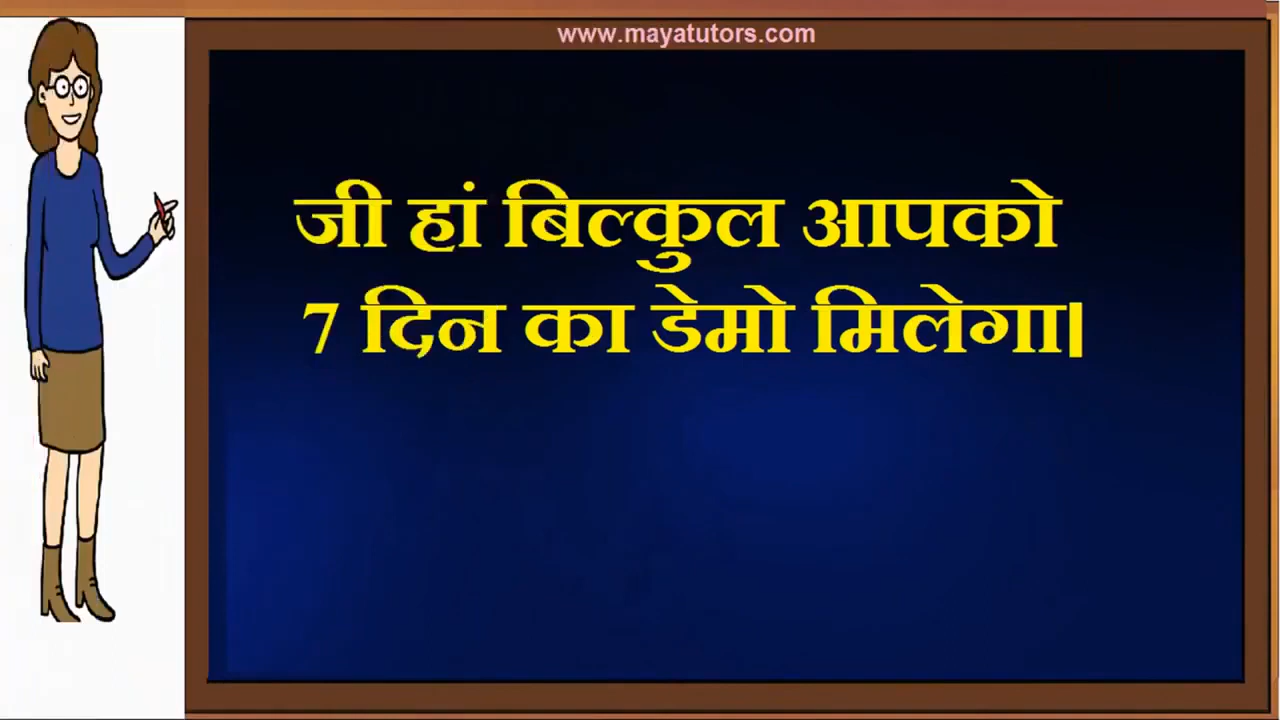 www.mayatutors.com
जी हां बिल्कुल आपको
7 दिन का डेमो मिलेगा।